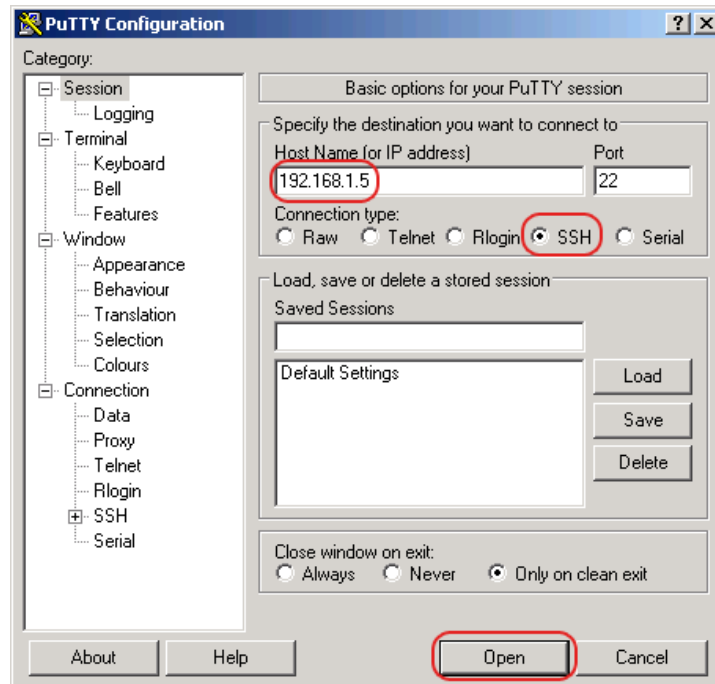 PuTTY Configuration
Category:
Session
Logging
Terminal
Keyboard
Bell
Features
Window
Appearance
Behaviour
Translation
Selection
Colours
Connection
Data
Proxy
Telnet
Rlogin
SSH
Serial
Basic options for your PuTTY session
Specify the destination you want to connect to
Host Name (or IP address) Port
192.168.1.5 22
Connection type:
Raw Telnet Rlogin SSH Serial
Load, save or delete a stored session
Saved Sessions
Default Settings
Load
Save
Delete
Close window on exit:
Always Never Only on clean exit
About Help Open Cancel